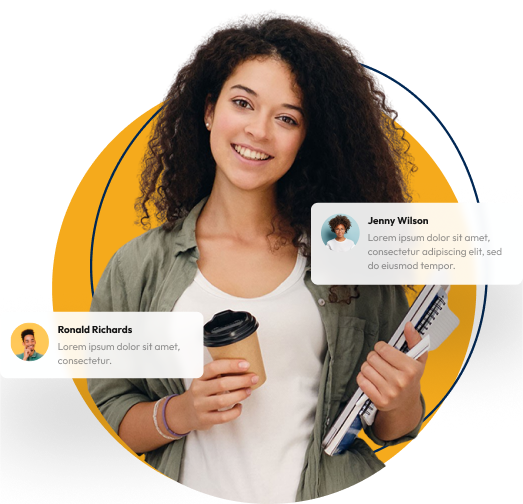 Jenny Wilson
Lorem ipsum dolor sit amet,
consectetur adipiscing elit, sed
do eiusmod tempor.
Ronald Richards
Lorem ipsum dolor sit amet,
consectetur.